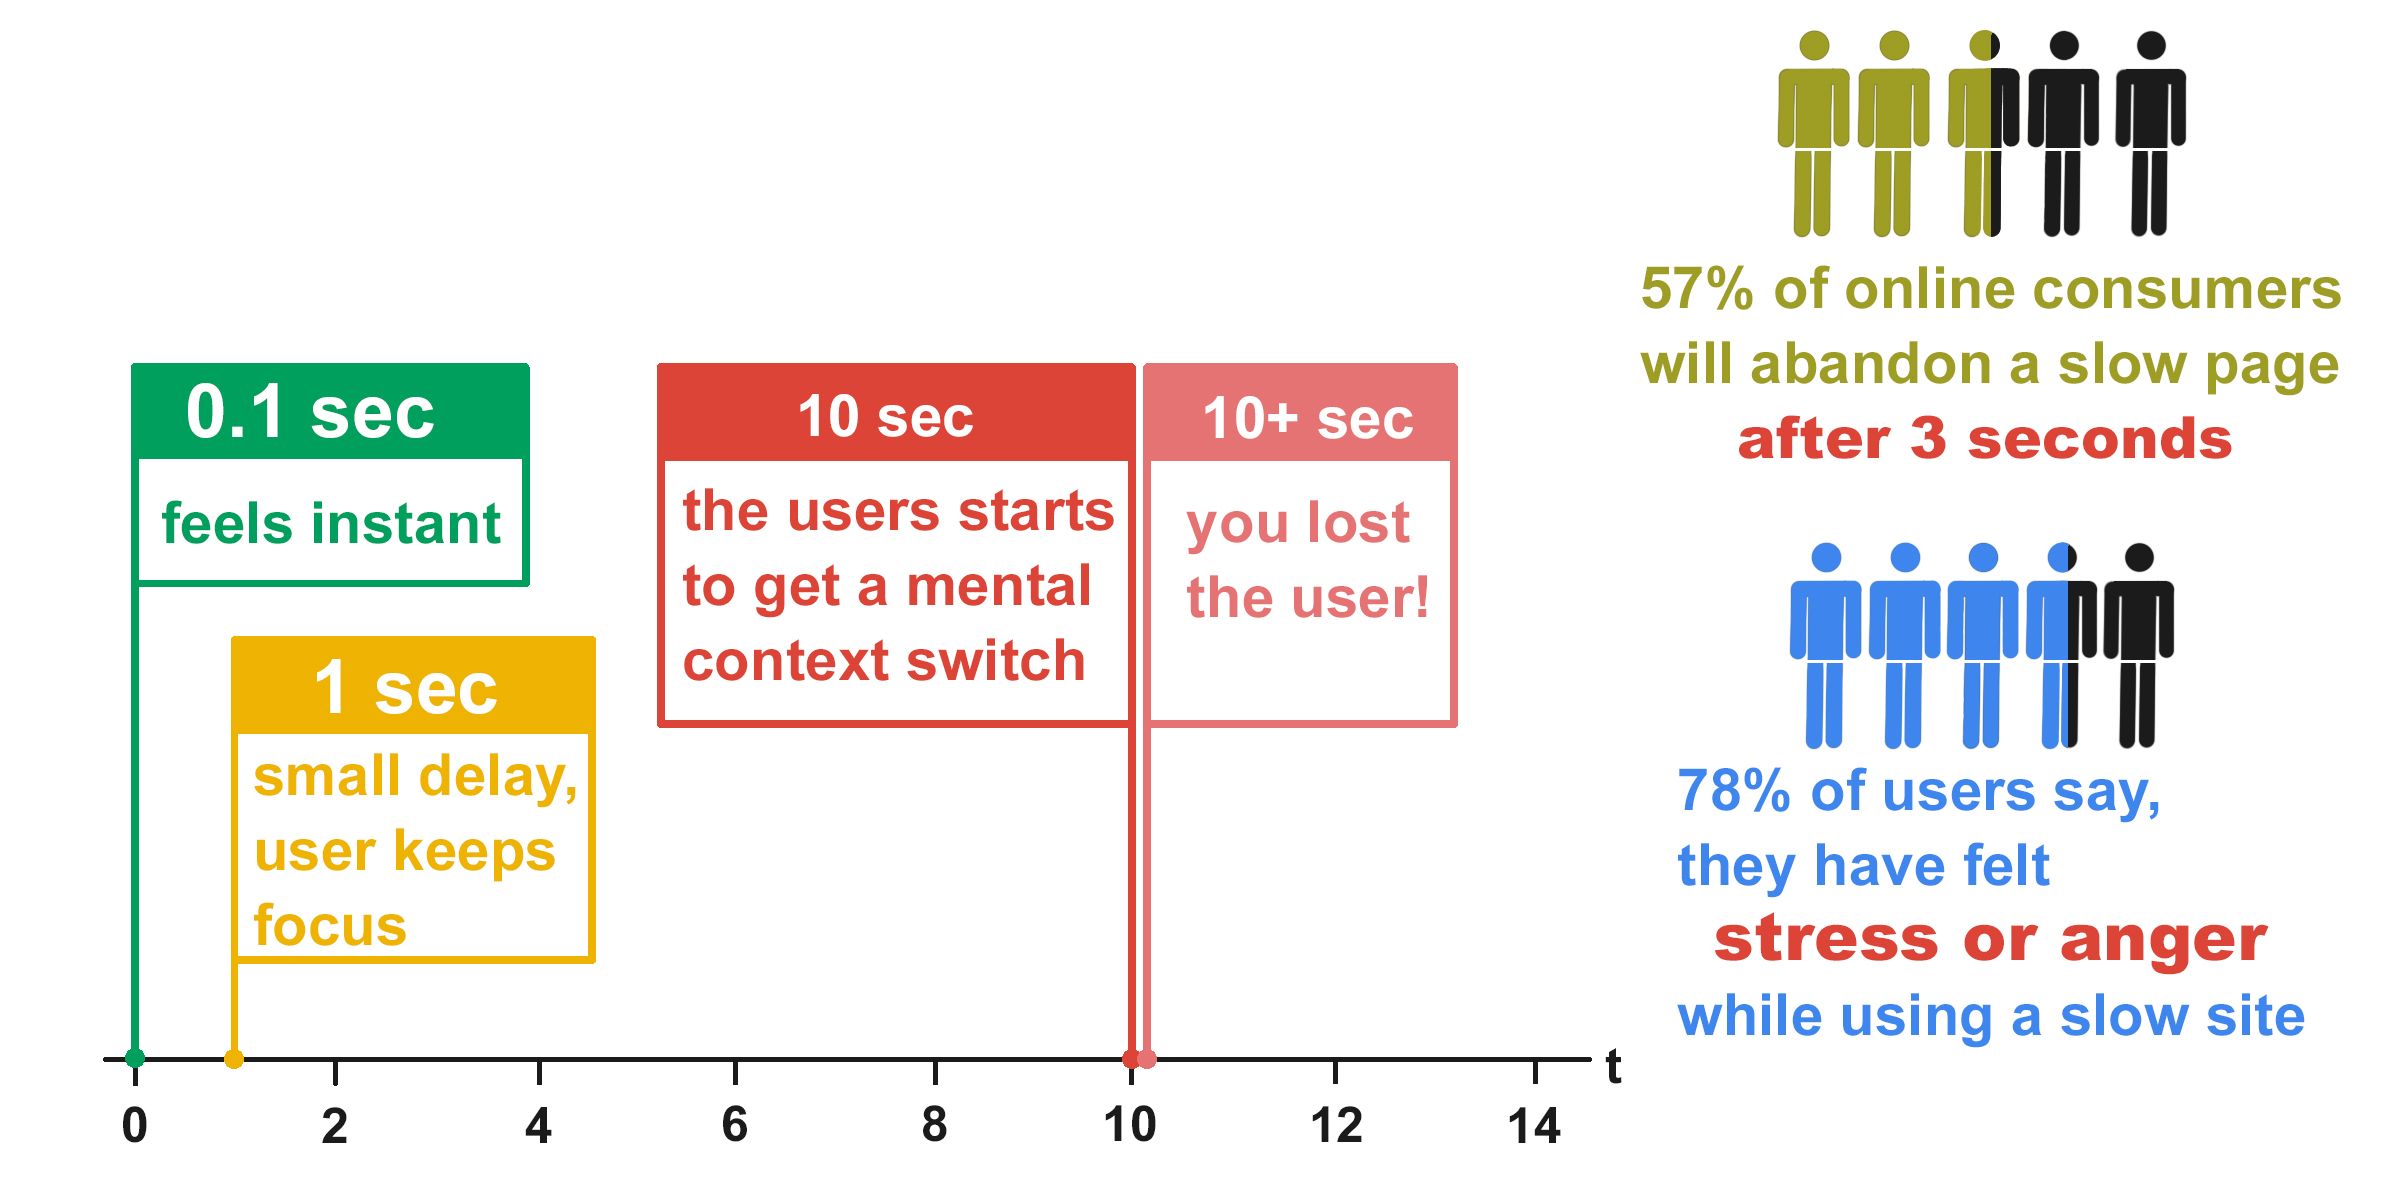 0.1 sec
feels instant
1 sec
small delay,
user keeps
focus
10 sec
the users starts
to get a mental
context switch
10+ sec
you lost
the user!
t
0 2 4 6 8 10 12 14
57% of online consumers
will abandon a slow page
after 3 seconds
78% of users say,
they have felt
stress or anger
while using a slow site